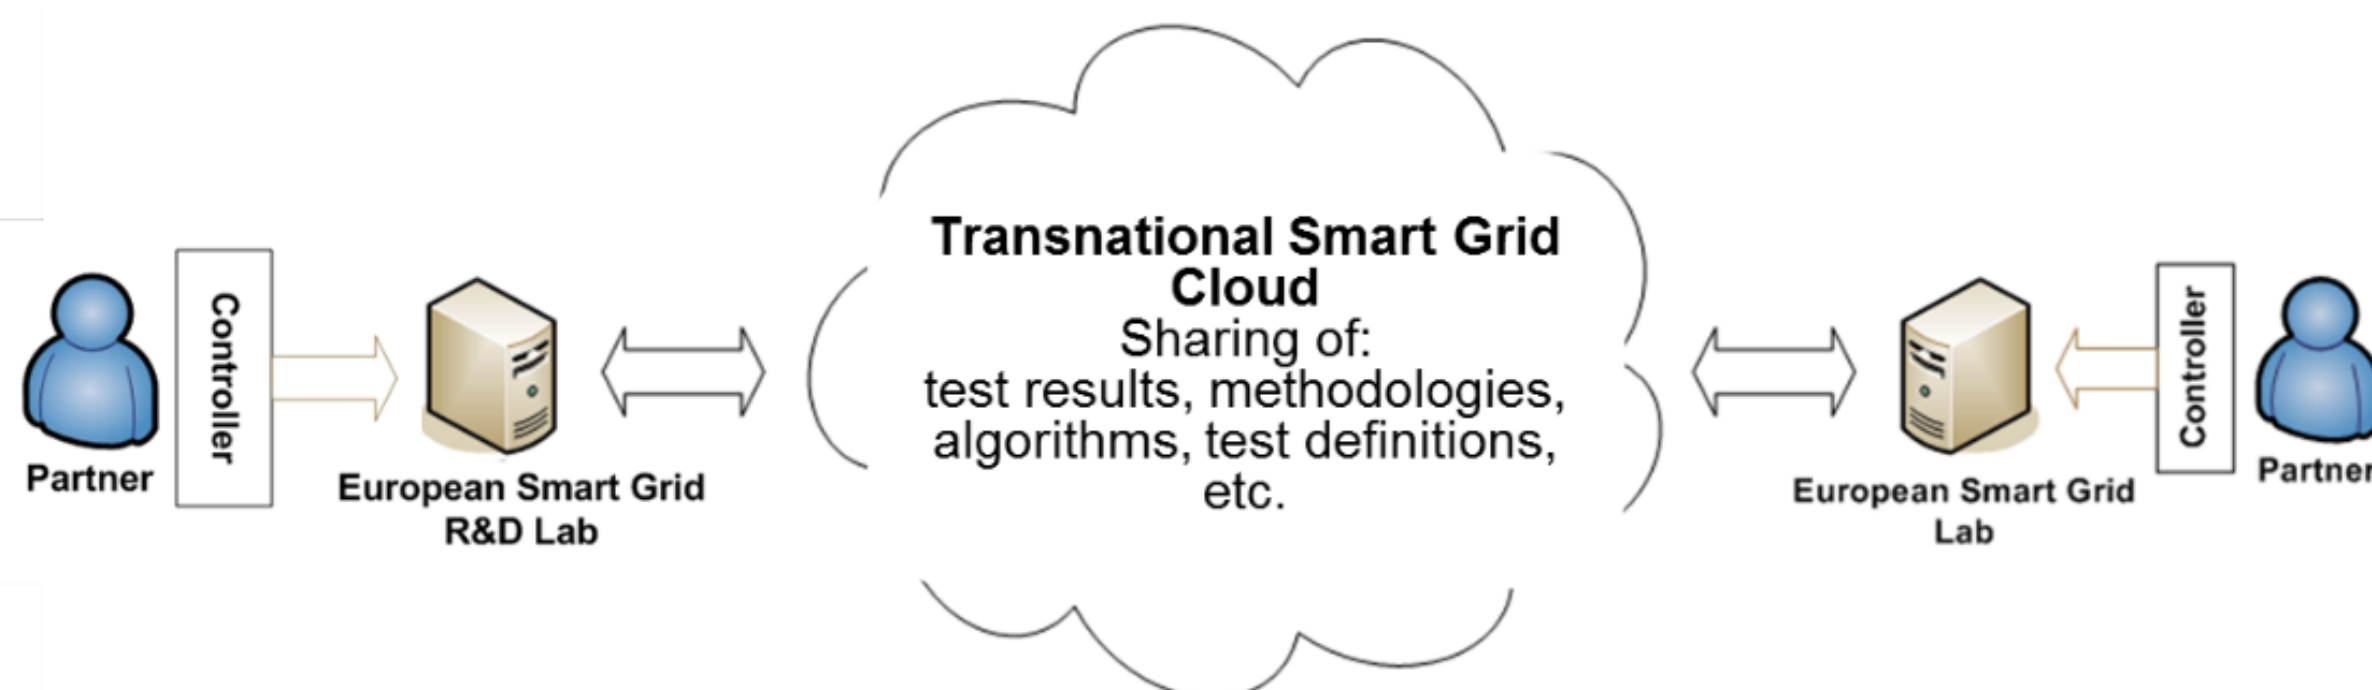 Transnational Smart Grid
Cloud
Sharing of:
test results, methodologies,
algorithms, test definitions,
etc.
Partner
Controller
European Smart Grid
R&D Lab
European Smart Grid
Lab
Controller
Partner